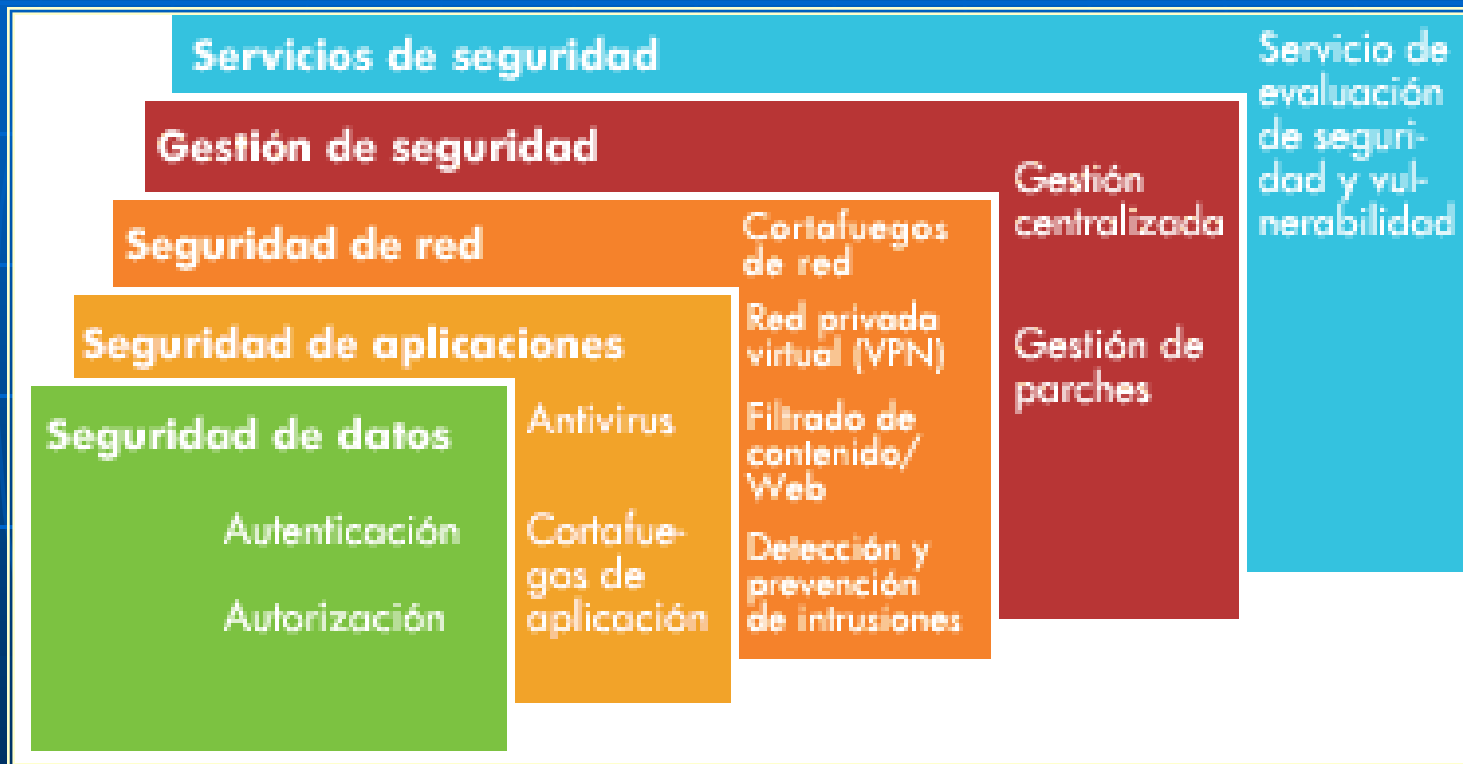 Servicios de seguridad
Servicio de
evaluación
de seguri-
dad y vul-
nerabilidad
Gestión de seguridad
Gestión
centralizada
Gestión de
parches
Seguridad de red
Cortafuegos
de red
Red privada
virtual (VPN)
Filtrado de
contenido/
Web
Detección y
prevención
de intrusiones
Seguridad de aplicaciones
Antivirus
Cortafue-
gos de
aplicación
Seguridad de datos
Autenticación
Autorización